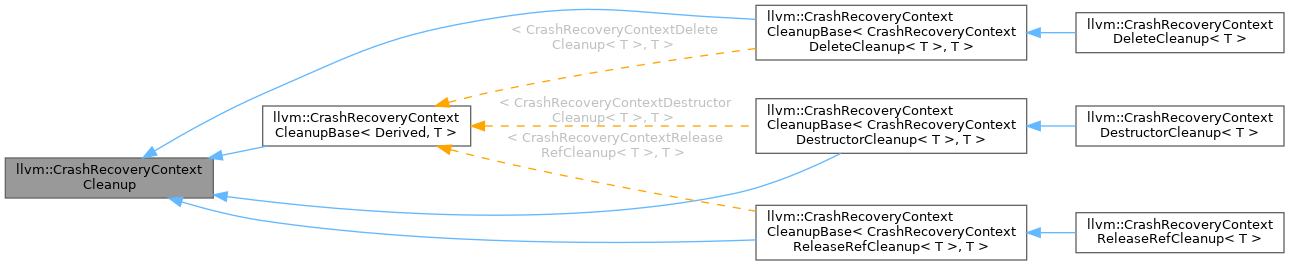 llvm::CrashRecoveryContext
Cleanup
llvm::CrashRecoveryContext
CleanupBase< Derived, T >
< CrashRecoveryContextDelete
Cleanup< T >, T >
< CrashRecoveryContextDestructor
Cleanup< T >, T >
< CrashRecoveryContextRelease
RefCleanup< T >, T >
llvm::CrashRecoveryContext
CleanupBase< CrashRecoveryContext
DeleteCleanup< T >, T >
llvm::CrashRecoveryContext
DeleteCleanup< T >
llvm::CrashRecoveryContext
CleanupBase< CrashRecoveryContext
DestructorCleanup< T >, T >
llvm::CrashRecoveryContext
DestructorCleanup< T >
llvm::CrashRecoveryContext
CleanupBase< CrashRecoveryContext
ReleaseRefCleanup< T >, T >
llvm::CrashRecoveryContext
ReleaseRefCleanup< T >